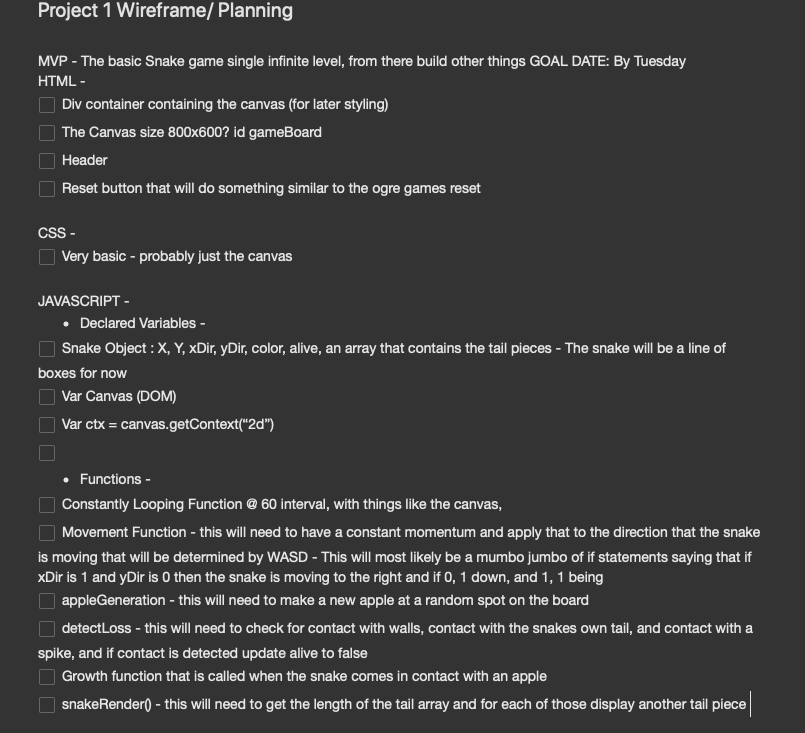 Project 1 Wireframe/ Planning
MVP - The basic Snake game single infinite level, from there build other things GOAL DATE: By Tuesday
HTML -
Div container containing the canvas (for later styling)
The Canvas size 800x600? id gameBoard
Header
Reset button that will do something similar to the ogre games reset
CSS -
Very basic - probably just the canvas
JAVASCRIPT -
• Declared Variables -
Snake Object : X, Y, xDir, yDir, color, alive, an array that contains the tail pieces - The snake will be a line of
boxes for now
Var Canvas (DOM)
Var ctx = canvas.getContext(“2d”)
• Functions -
Constantly Looping Function @ 60 interval, with things like the canvas,
Movement Function - this will need to have a constant momentum and apply that to the direction that the snake
is moving that will be determined by WASD - This will most likely be a mumbo jumbo of if statements saying that if
xDir is 1 and yDir is 0 then the snake is moving to the right and if 0, 1 down, and 1, 1 being
appleGeneration - this will need to make a new apple at a random spot on the board
detectLoss - this will need to check for contact with walls, contact with the snakes own tail, and contact with a
spike, and if contact is detected update alive to false
Growth function that is called when the snake comes in contact with an apple
snakeRender() - this will need to get the length of the tail array and for each of those display another tail piece